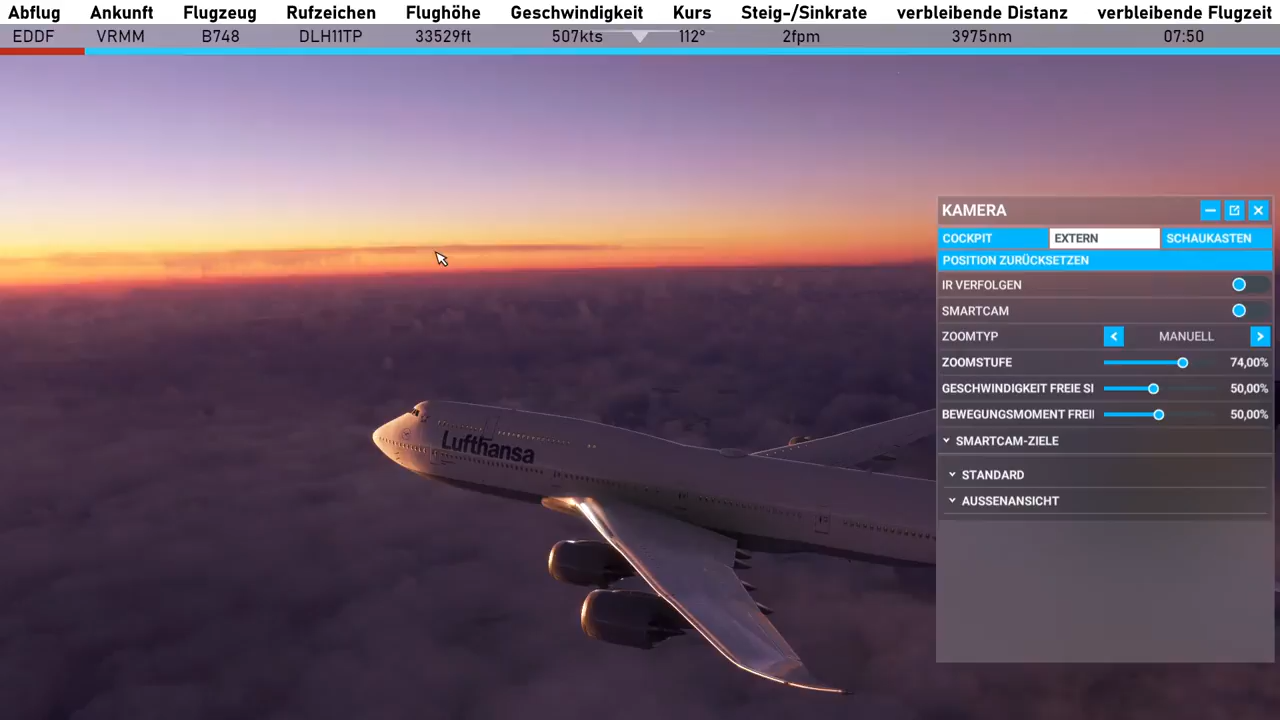 Abflug Ankunft Flugzeug Rufzeichen Flughöhe Geschwindigkeit Kurs Steig-/Sinkrate verbleibende Distanz verbleibende Flugzeit
EDDF VRMM B748 DLH11TP 33529ft 507kts 112° 2fpm 3975nm 07:50
KAMERA
COCKPIT EXTERN SCHAUKASTEN
POSITION ZURÜCKSETZEN
IR VERFOLGEN
SMARTCAM
ZOOMTYP MANUELL
ZOOMSTUFE 74,00%
GESCHWINDIGKEIT FREIE SI 50,00%
BEWEGUNGSMOMENT FREII 50,00%
SMARTCAM-ZIELE
STANDARD
AUSSENANSICHT
Lufthansa